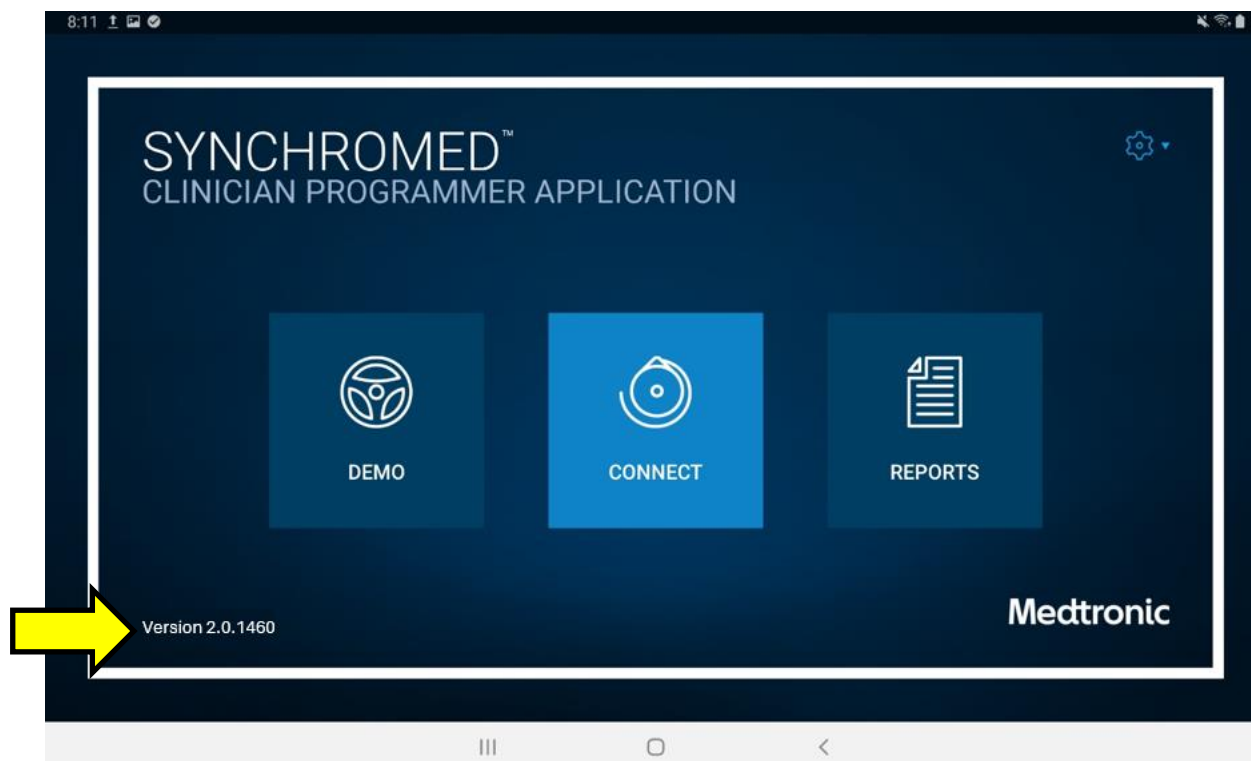 8:11
SYNCHROMED™
CLINICIAN PROGRAMMER APPLICATION
DEMO
CONNECT
REPORTS
Version 2.0.1460
Medtronic